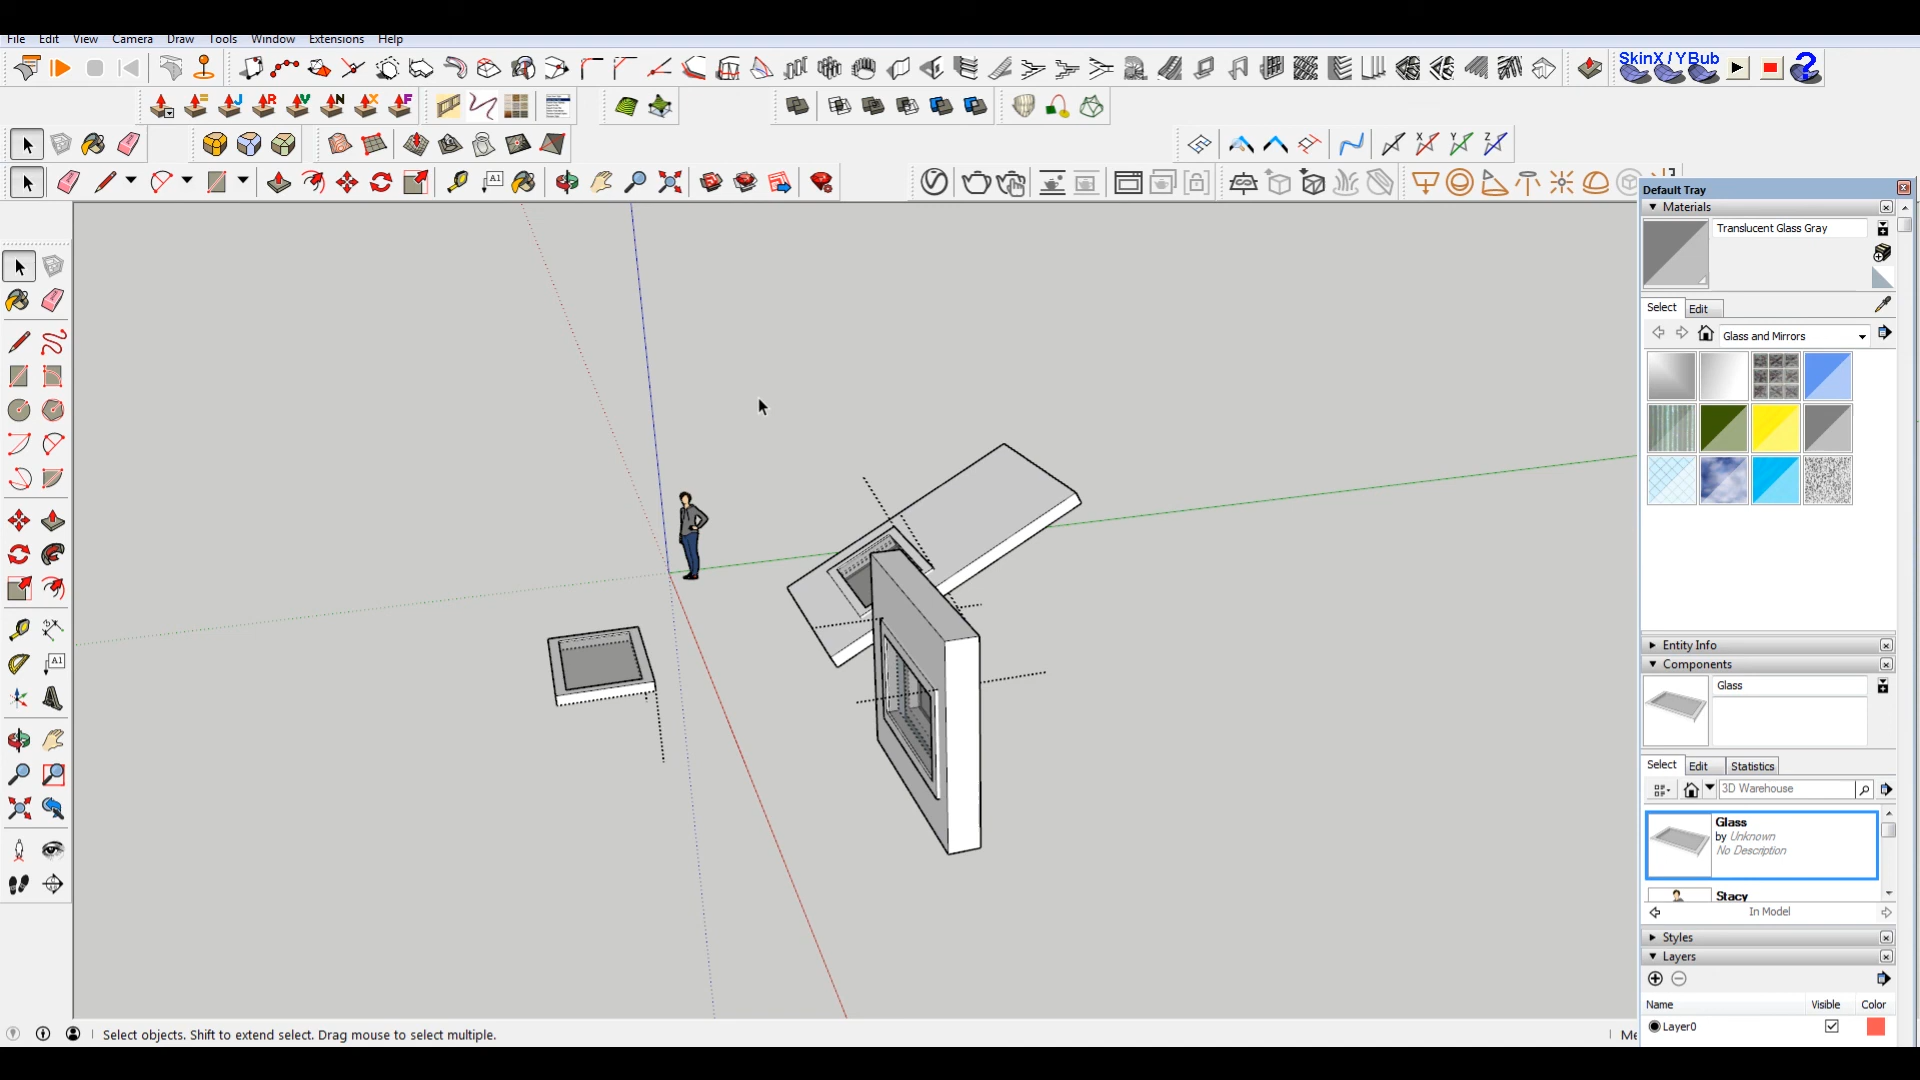 File Edit View Camera Draw Tools Window Extensions Help
SkinX / YBub
Default Tray
Materials
Translucent Glass Gray
Select Edit
Glass and Mirrors
Entity Info
Components
Glass
Select Edit Statistics
3D Warehouse
Glass
by Unknown
No Description
Stacy
In Model
Styles
Layers
Name Visible Color
Layer0
Select objects. Shift to extend select. Drag mouse to select multiple.